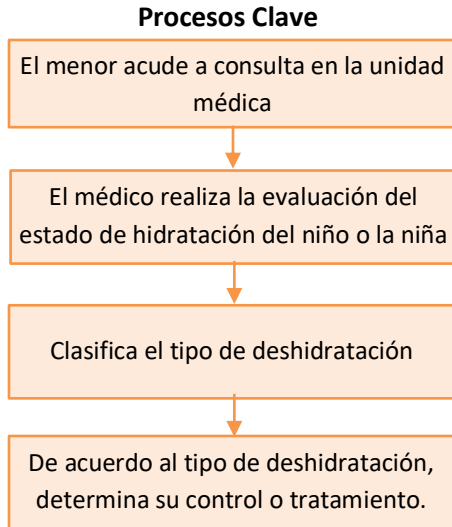 Procesos Clave
El menor acude a consulta en la unidad
médica
El médico realiza la evaluación del
estado de hidratación del niño o la niña
Clasifica el tipo de deshidratación
De acuerdo al tipo de deshidratación,
determina su control o tratamiento.